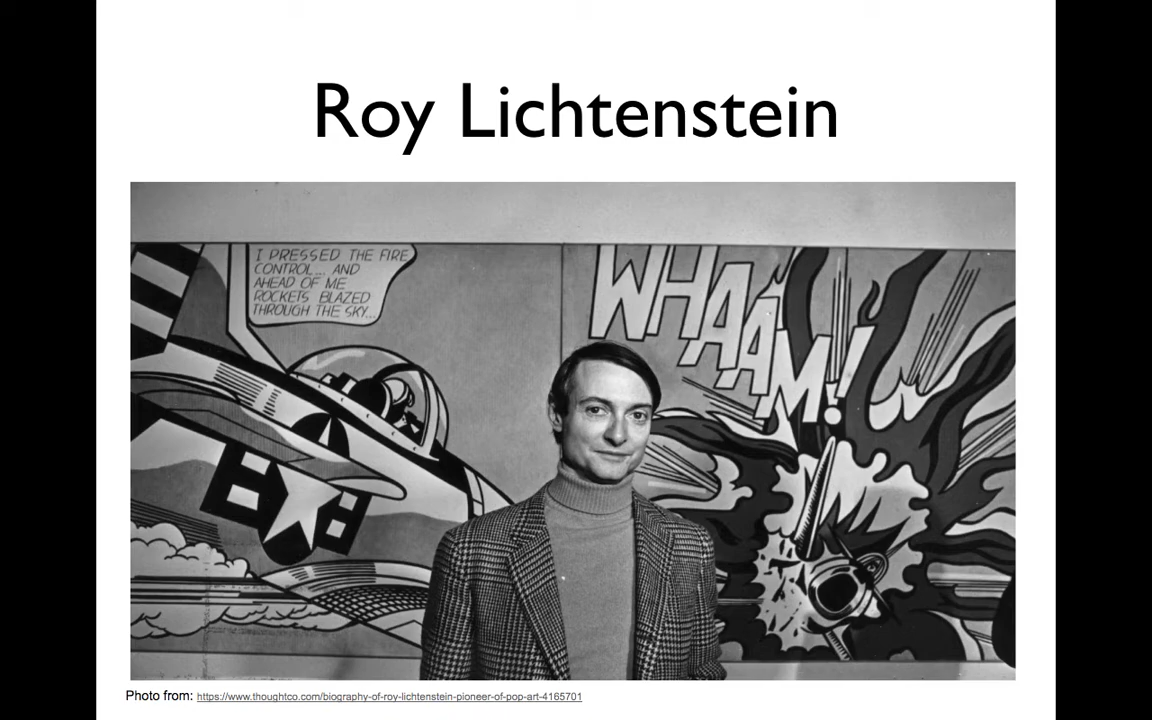 Roy Lichtenstein
I PRESSED THE FIRE
CONTROL... AND
AHEAD OF ME
ROCKETS BLAZED
THROUGH THE SKY...
WHAAM!
Photo from: https://www.thoughtco.com/biography-of-roy-lichtenstein-pioneer-of-pop-art-4165701